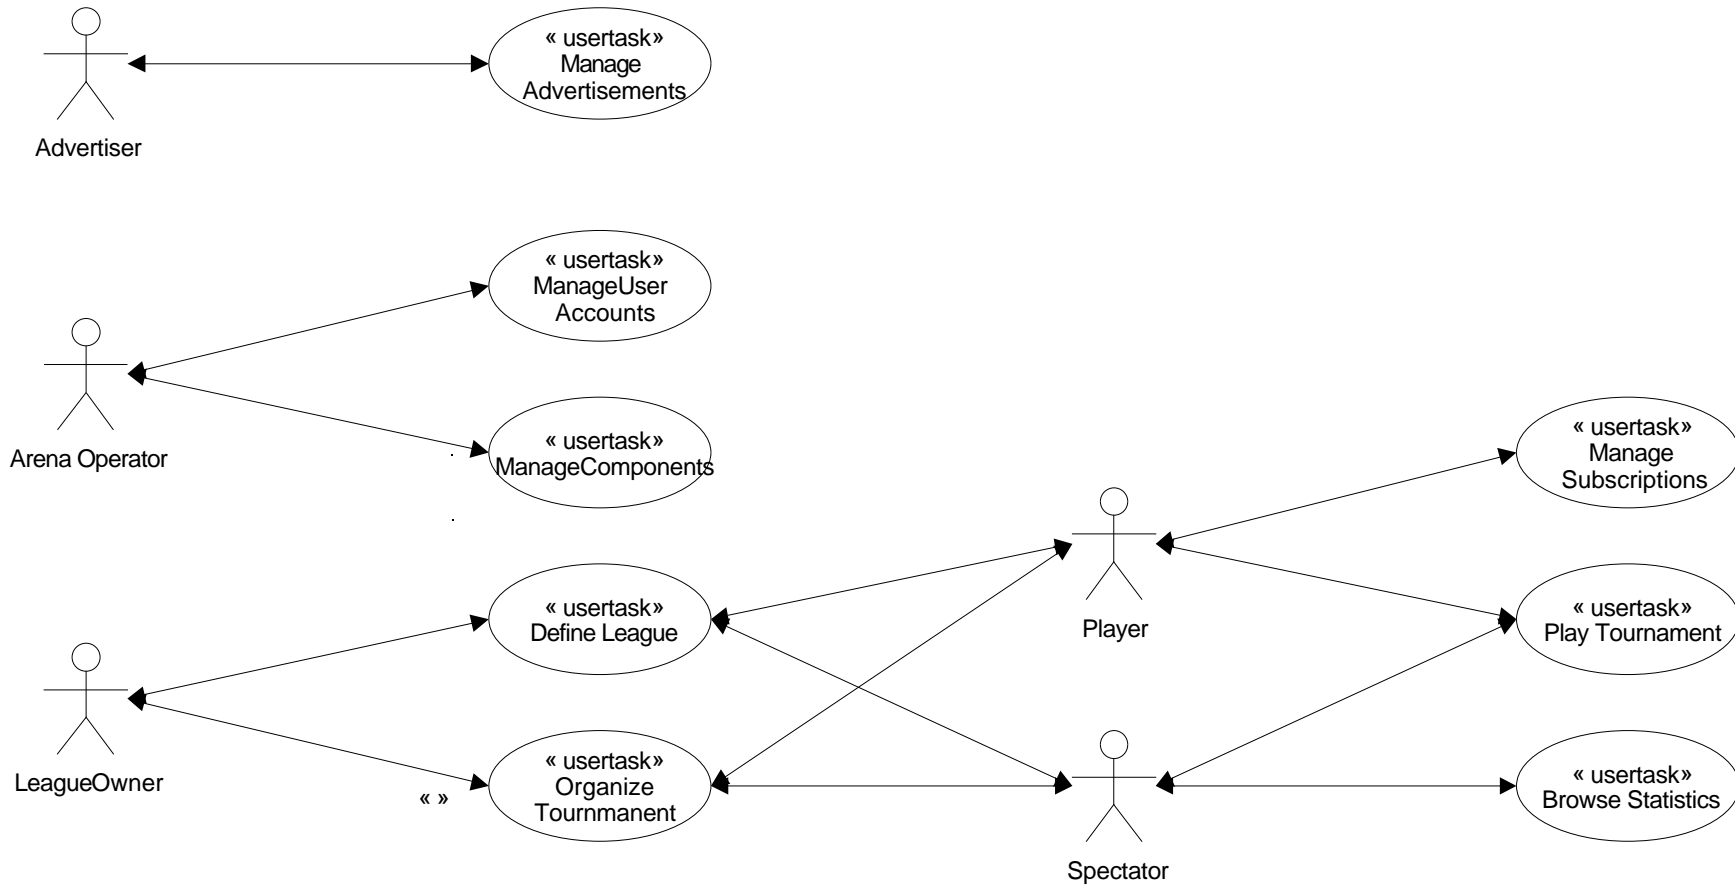 « usertask»
Manage
Advertisements
Advertiser
« usertask»
ManageUser
Accounts
Arena Operator
« usertask»
ManageComponents
« usertask»
Manage
Subscriptions
« usertask»
Define League
Player
« usertask»
Play Tournament
LeagueOwner
« »
« usertask»
Organize
Tournmanent
Spectator
« usertask»
Browse Statistics